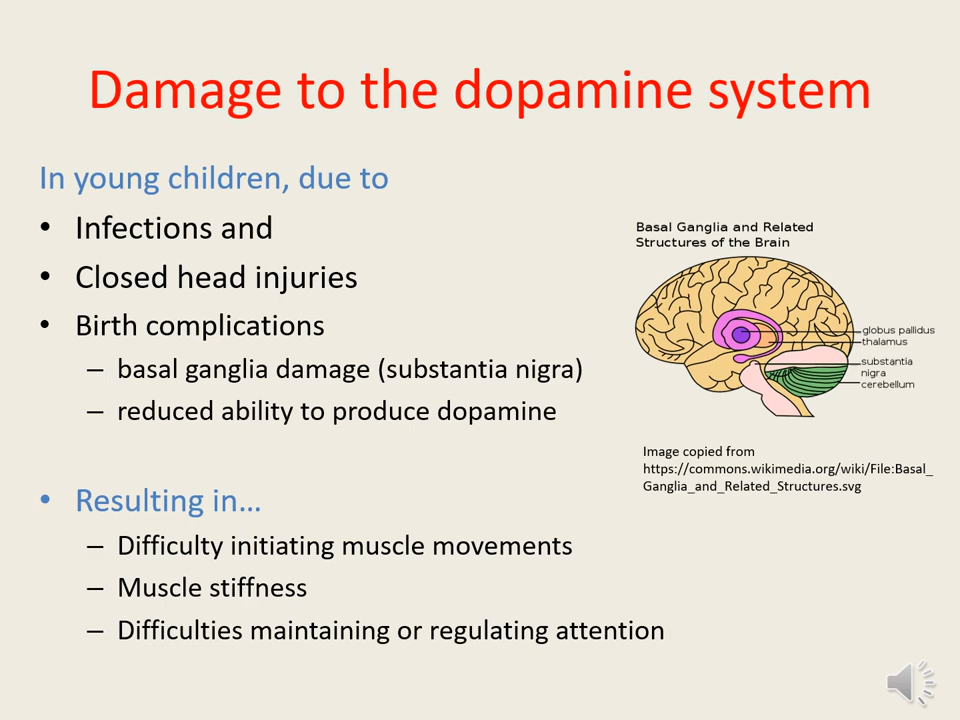 Damage to the dopamine system
In young children, due to
• Infections and
• Closed head injuries
• Birth complications
– basal ganglia damage (substantia nigra)
– reduced ability to produce dopamine
• Resulting in…
– Difficulty initiating muscle movements
– Muscle stiffness
– Difficulties maintaining or regulating attention
Basal Ganglia and Related
Structures of the Brain
globus pallidus
thalamus
substantia
nigra
cerebellum
Image copied from
https://commons.wikimedia.org/wiki/File:Basal_
Ganglia_and_Related_Structures.svg